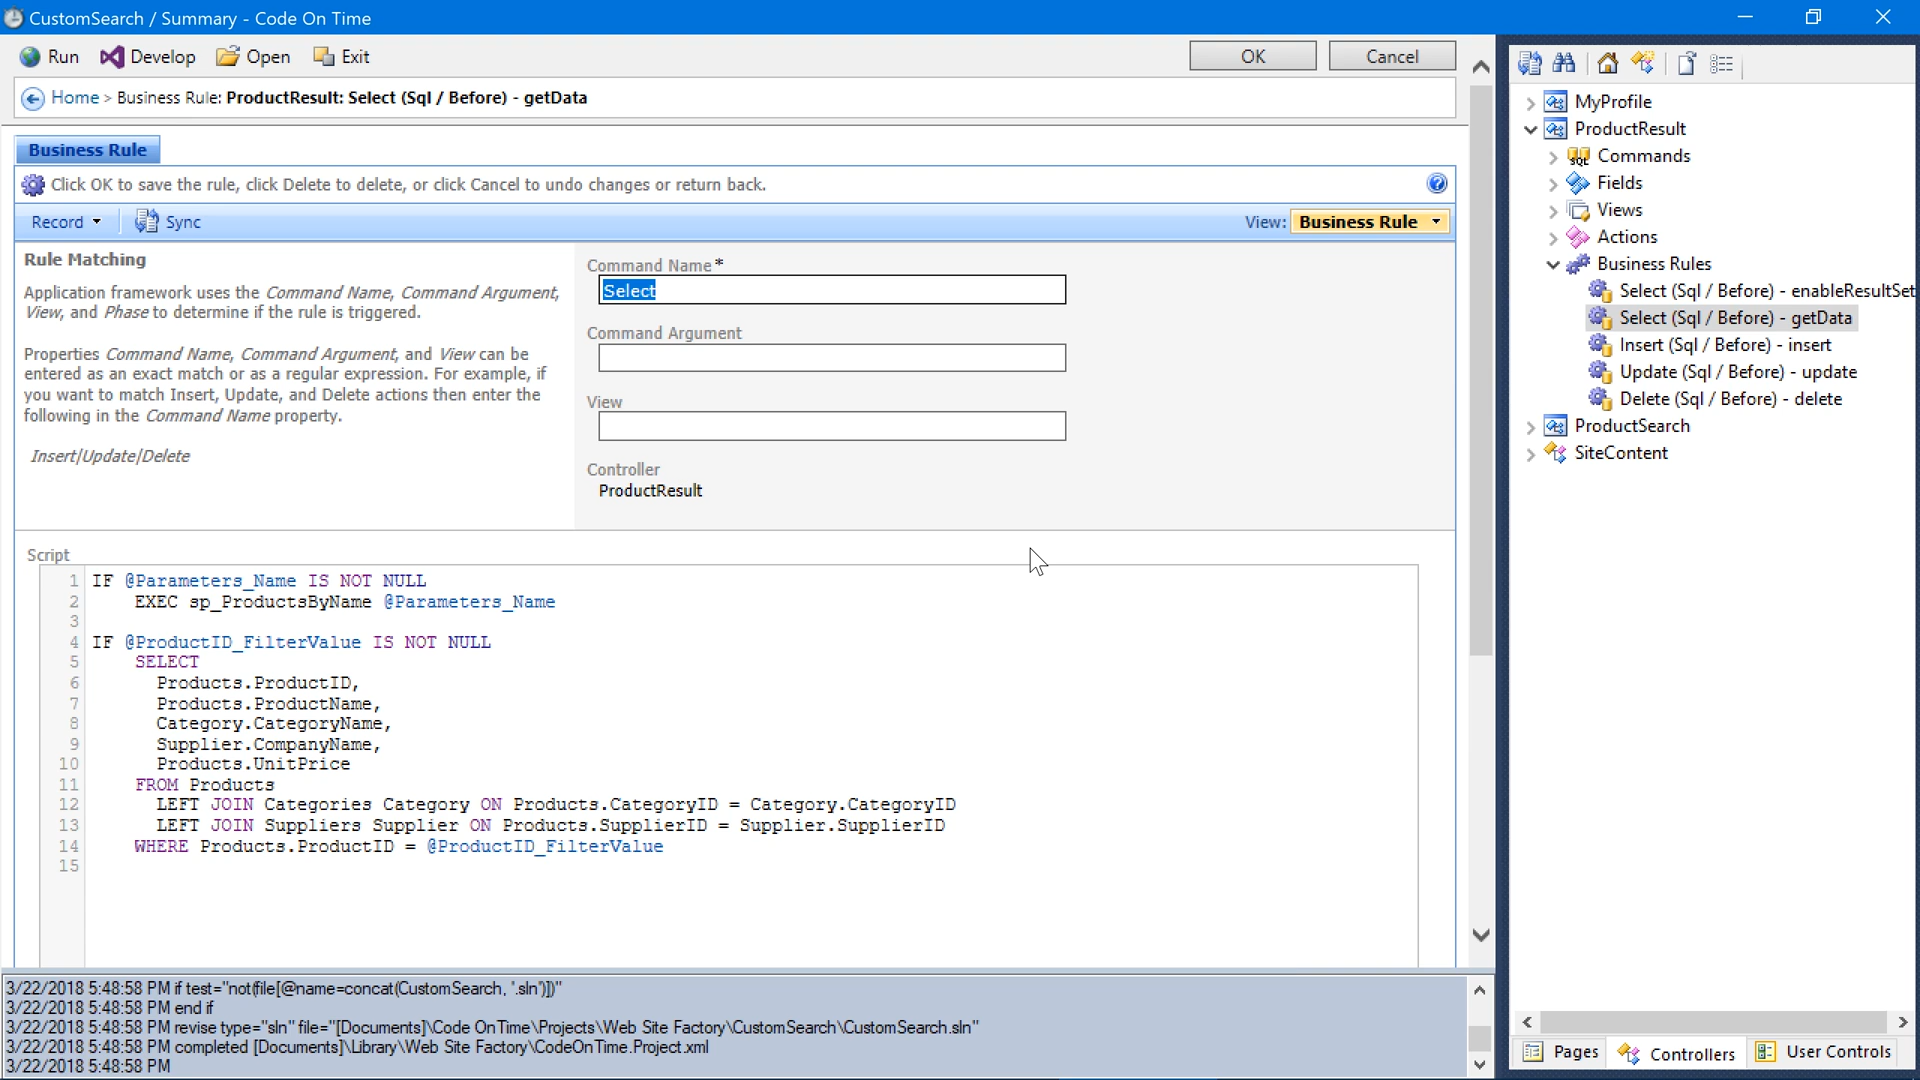 CustomSearch / Summary - Code On Time
Run Develop Open Exit OK Cancel
Home > Business Rule: ProductResult: Select (Sql / Before) - getData
Business Rule
Click OK to save the rule, click Delete to delete, or click Cancel to undo changes or return back.
Record Sync View: Business Rule
Rule Matching
Application framework uses the Command Name, Command Argument,
View, and Phase to determine if the rule is triggered.
Properties Command Name, Command Argument, and View can be
entered as an exact match or as a regular expression. For example, if
you want to match Insert, Update, and Delete actions then enter the
following in the Command Name property.
Insert|Update|Delete
Command Name *
Select
Command Argument
View
Controller
ProductResult
Script
1 IF @Parameters_Name IS NOT NULL
2 EXEC sp_ProductsByName @Parameters_Name
3
4 IF @ProductID_FilterValue IS NOT NULL
5 SELECT
6 Products.ProductID,
7 Products.ProductName,
8 Category.CategoryName,
9 Supplier.CompanyName,
10 Products.UnitPrice
11 FROM Products
12 LEFT JOIN Categories Category ON Products.CategoryID = Category.CategoryID
13 LEFT JOIN Suppliers Supplier ON Products.SupplierID = Supplier.SupplierID
14 WHERE Products.ProductID = @ProductID_FilterValue
15
3/22/2018 5:48:58 PM if test="not(file[@name=concat(CustomSearch, '.sln')])"
3/22/2018 5:48:58 PM end if
3/22/2018 5:48:58 PM revise type="sln" file="[Documents]\Code OnTime\Projects\Web Site Factory\CustomSearch\CustomSearch.sln"
3/22/2018 5:48:58 PM completed [Documents]\Library\Web Site Factory\CodeOnTime.Project.xml
3/22/2018 5:48:58 PM
MyProfile
ProductResult
Commands
Fields
Views
Actions
Business Rules
Select (Sql / Before) - enableResultSet
Select (Sql / Before) - getData
Insert (Sql / Before) - insert
Update (Sql / Before) - update
Delete (Sql / Before) - delete
ProductSearch
SiteContent
Pages Controllers User Controls